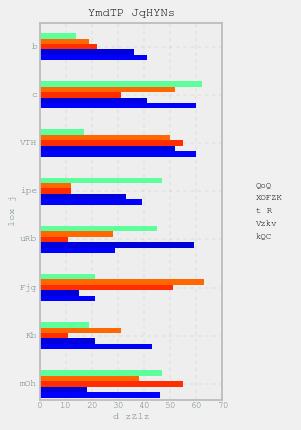 YmdTP JqHYNs
b
c
VTH
ipe
uRb
Fjg
Kh
mOh
0 10 20 30 40 50 60 70
d zZlz
lox j
QoQ
XOFZK
t R
Vzkv
kQC